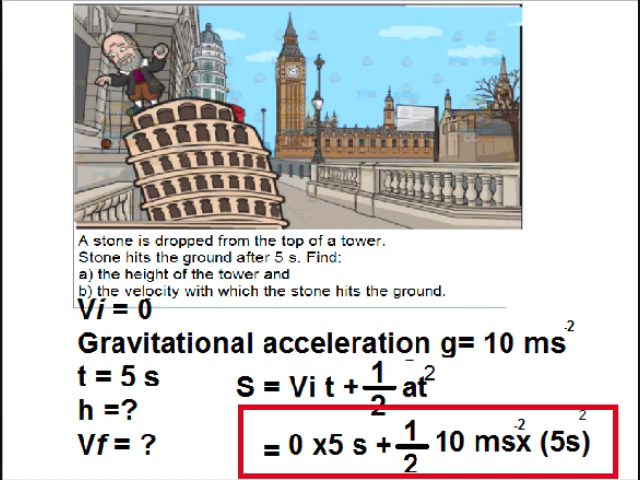 A stone is dropped from the top of a tower.
Stone hits the ground after 5 s. Find:
a) the height of the tower and
b) the velocity with which the stone hits the ground.
Vi = 0
Gravitational acceleration g= 10 ms⁻²
t = 5 s
S = Vi t + 1/2 at²
h =?
Vf = ?
= 0 x5 s + 1/2 10 ms⁻²x (5s)²